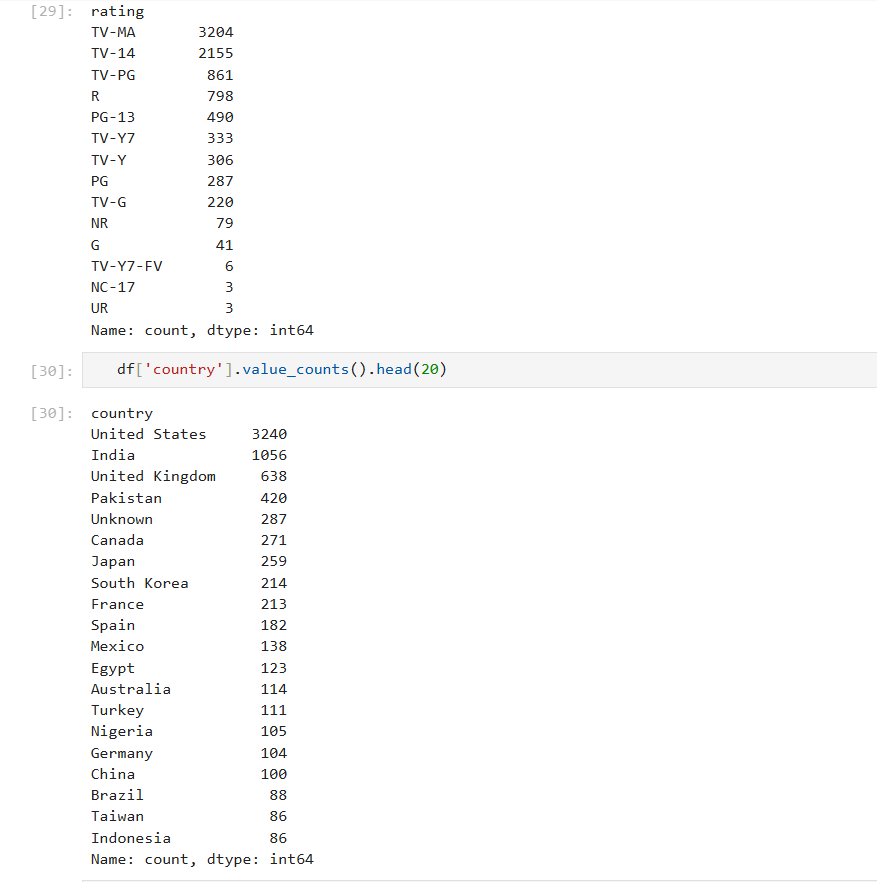 [29]: rating
TV-MA 3204
TV-14 2155
TV-PG 861
R 798
PG-13 490
TV-Y7 333
TV-Y 306
PG 287
TV-G 220
NR 79
G 41
TV-Y7-FV 6
NC-17 3
UR 3
Name: count, dtype: int64
[30]: df['country'].value_counts().head(20)
[30]: country
United States 3240
India 1056
United Kingdom 638
Pakistan 420
Unknown 287
Canada 271
Japan 259
South Korea 214
France 213
Spain 182
Mexico 138
Egypt 123
Australia 114
Turkey 111
Nigeria 105
Germany 104
China 100
Brazil 88
Taiwan 86
Indonesia 86
Name: count, dtype: int64